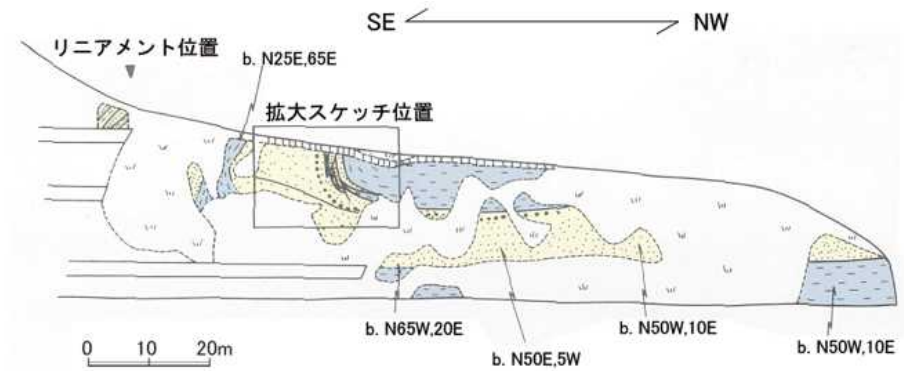 SE
NW
リニアメント位置
b. N25E,65E
拡大スケッチ位置
b. N65W,20E
b. N50E,5W
b. N50W,10E
b. N50W,10E
0 10 20m